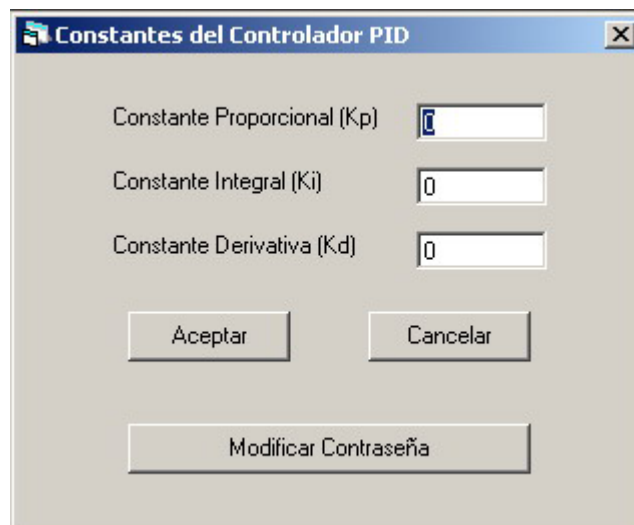 Constantes del Controlador PID
Constante Proporcional (Kp) 0
Constante Integral (Ki) 0
Constante Derivativa (Kd) 0
Aceptar Cancelar
Modificar Contraseña